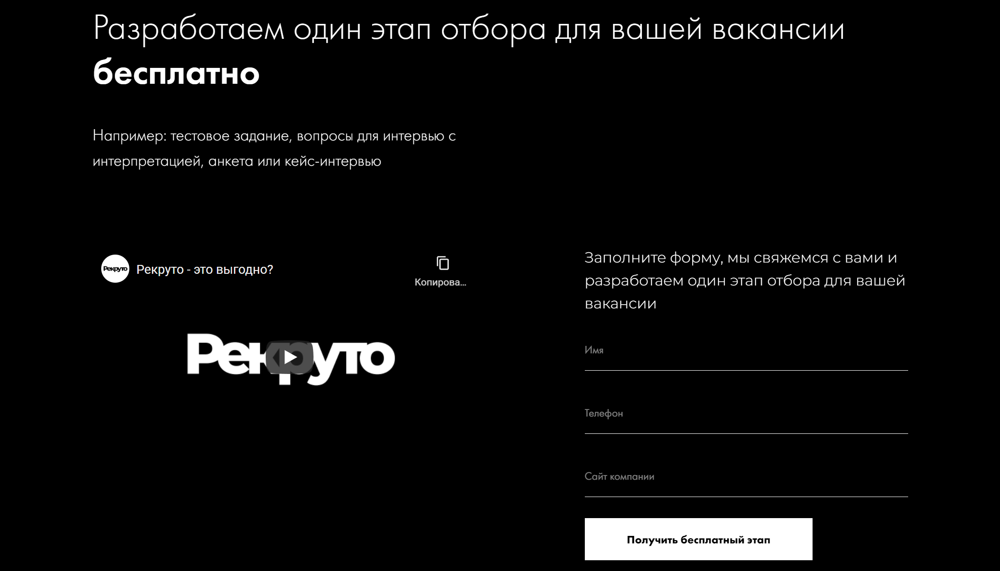 Разработаем один этап отбора для вашей вакансии
бесплатно
Например: тестовое задание, вопросы для интервью с
интерпретацией, анкета или кейс-интервью
Рекруто
Рекруто - это выгодно?
Копирова...
Рекруто
Заполните форму, мы свяжемся с вами и
разработаем один этап отбора для вашей
вакансии
Имя
Телефон
Сайт компании
Получить бесплатный этап